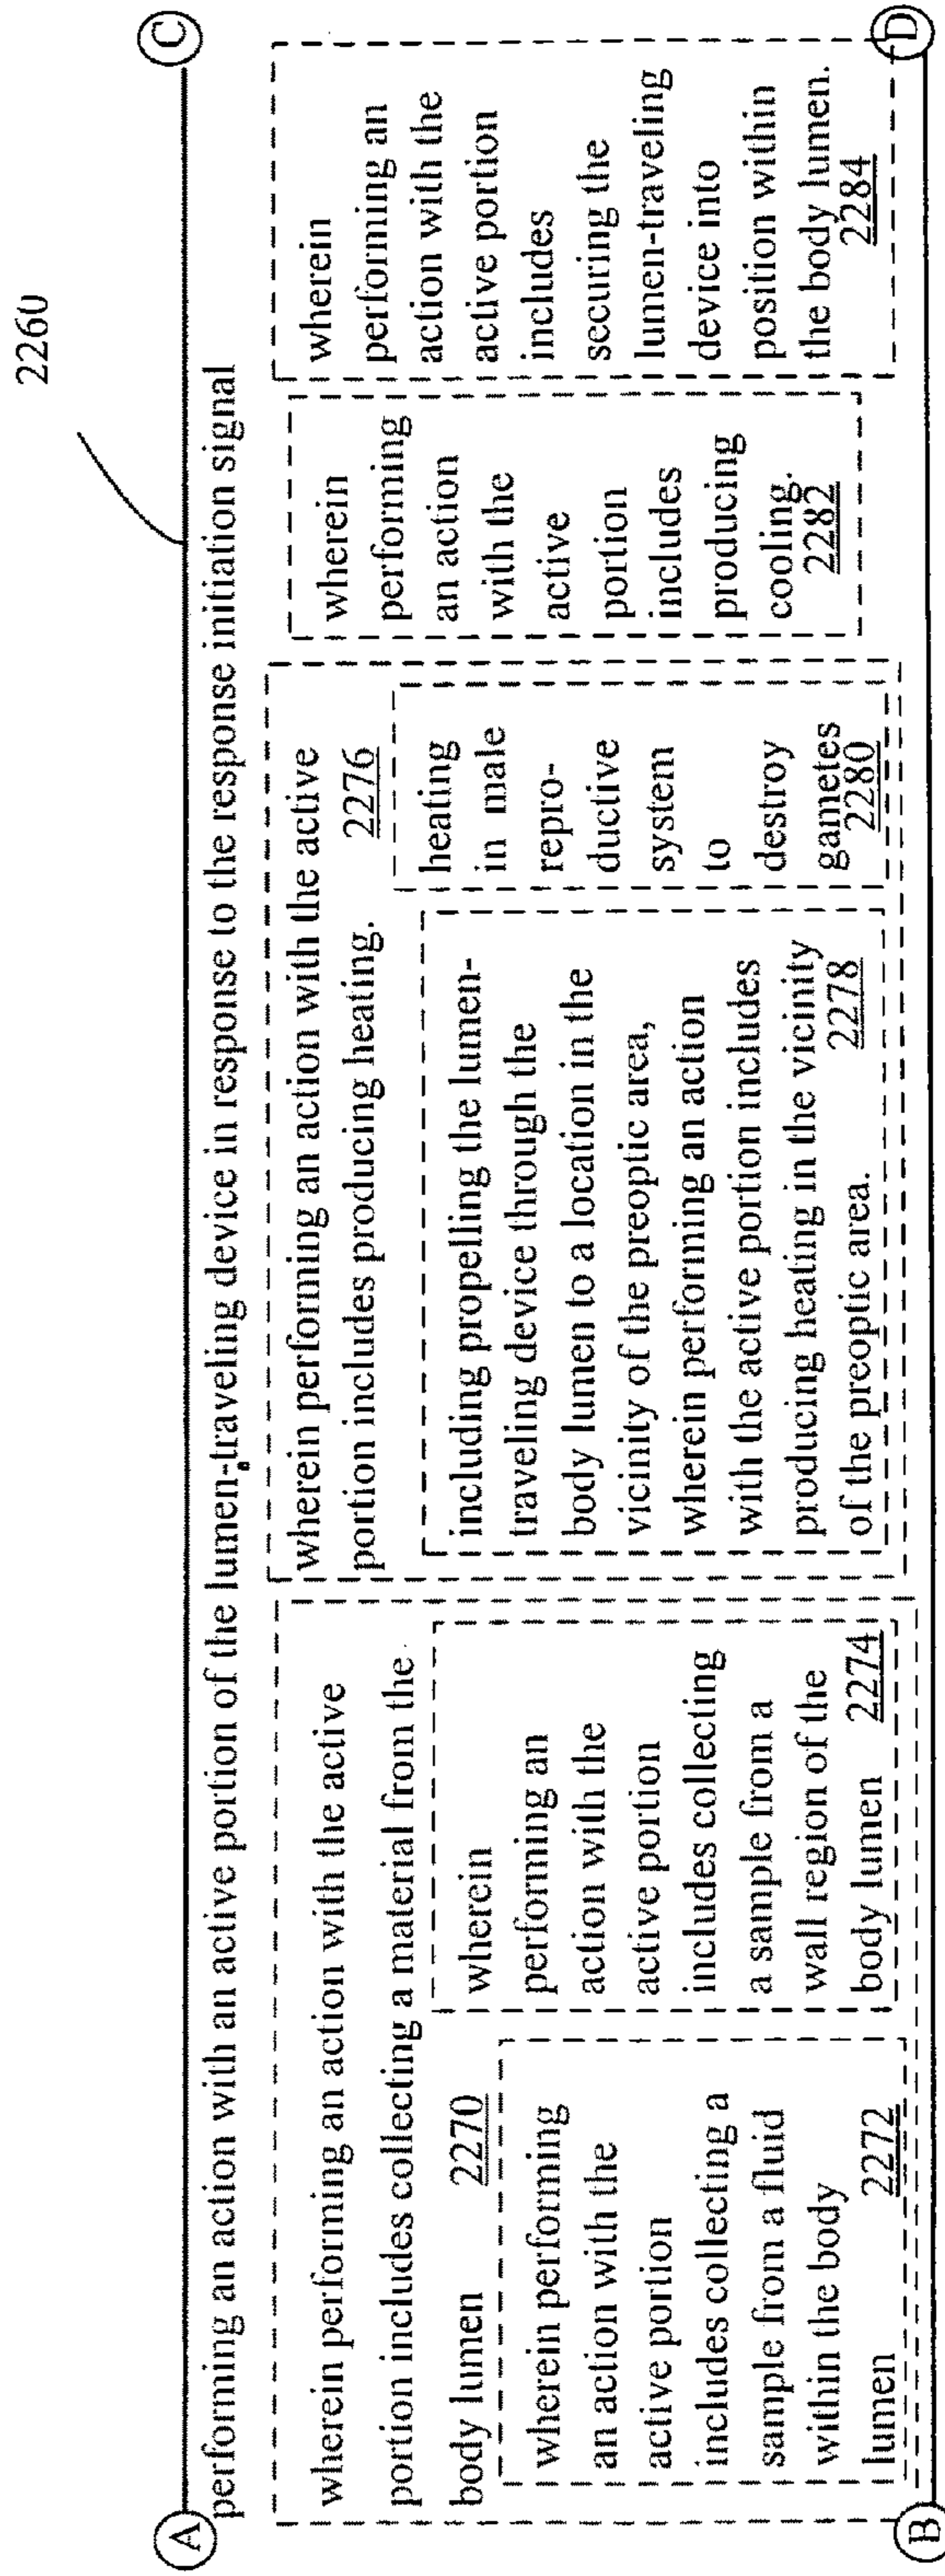 2260
A
C
performing an action with an active portion of the lumen-traveling device in response to the response initiation signal
wherein performing an action with the active
portion includes collecting a material from the
body lumen 2270
wherein performing
an action with the
active portion
includes collecting a
sample from a fluid
within the body
lumen 2272
wherein
performing an
action with the
active portion
includes collecting
a sample from a
wall region of the
body lumen 2274
wherein performing an action with the active
portion includes producing heating. 2276
including propelling the lumen-
traveling device through the
body lumen to a location in the
vicinity of the preoptic area,
wherein performing an action
with the active portion includes
producing heating in the vicinity
of the preoptic area. 2278
heating
in male
repro-
ductive
system
to
destroy
gametes
2280
wherein
performing
an action
with the
active
portion
includes
producing
cooling.
2282
wherein
performing an
action with the
active portion
includes
securing the
lumen-traveling
device into
position within
the body lumen.
2284
B
D